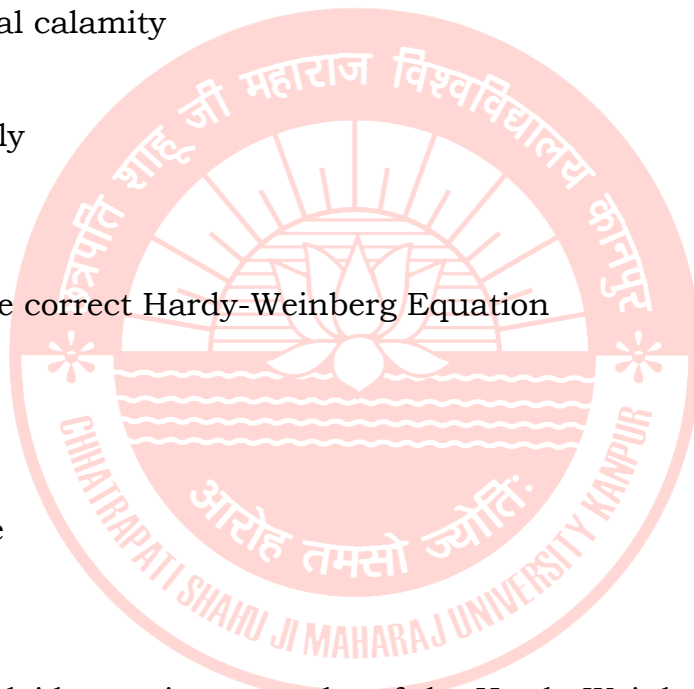 al calamity
छत्रपति शाहू जी महाराज विश्वविद्यालय कानपुर
ly
e correct Hardy-Weinberg Equation
CHHATRAPATI SHAHU JI MAHARAJ UNIVERSITY KANPUR
आरोह तमसो ज्योतिः
e